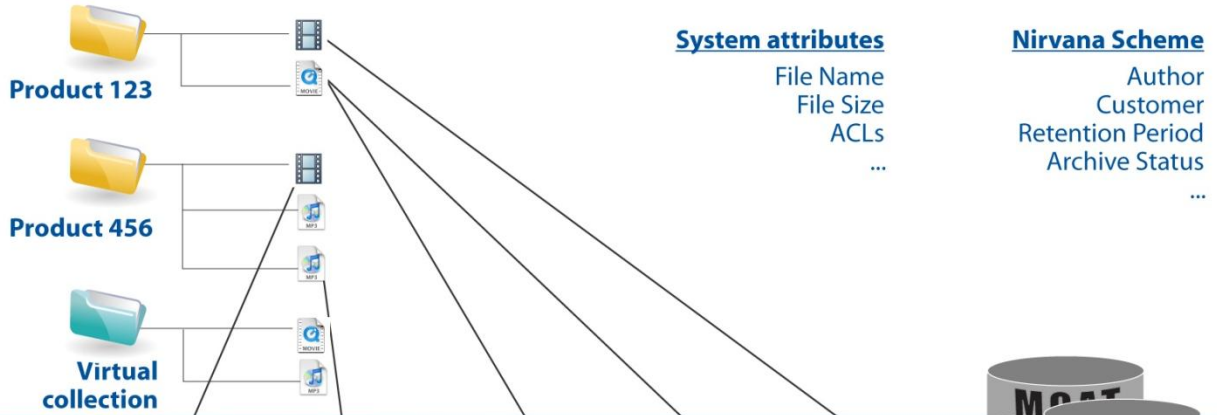 Product 123
MOVIE
Product 456
MP3
MP3
Virtual
collection
MOVIE
MP3
System attributes
File Name
File Size
ACLs
...
Nirvana Scheme
Author
Customer
Retention Period
Archive Status
...
MCAT